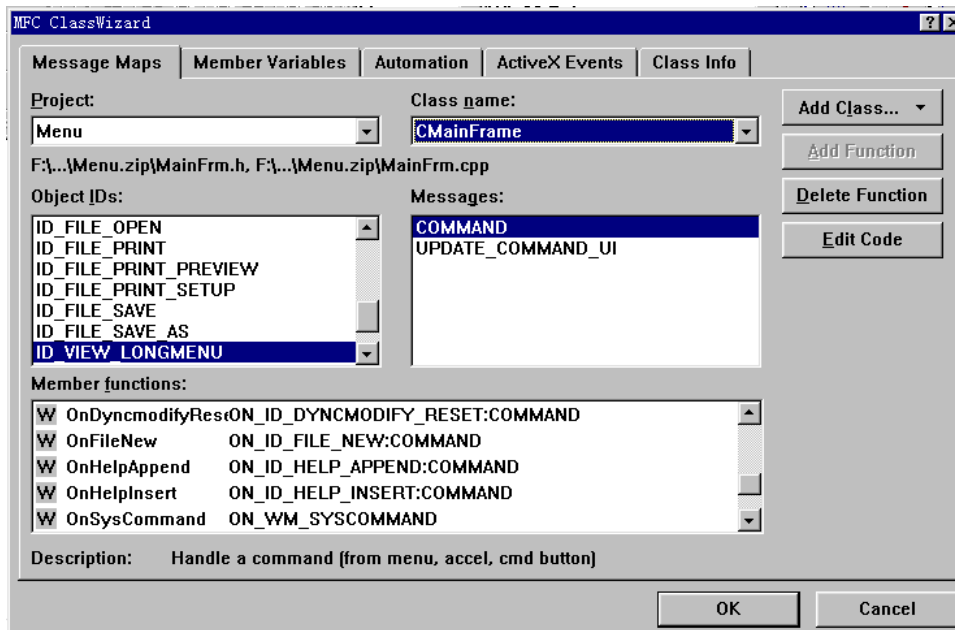 MFC ClassWizard
Message Maps Member Variables Automation ActiveX Events Class Info
Project: Class name:
Menu CMainFrame
Add Class...
F:\...\Menu.zip\MainFrm.h, F:\...\Menu.zip\MainFrm.cpp
Add Function
Object IDs: Messages:
Delete Function
ID_FILE_OPEN COMMAND
ID_FILE_PRINT UPDATE_COMMAND_UI
Edit Code
ID_FILE_PRINT_PREVIEW
ID_FILE_PRINT_SETUP
ID_FILE_SAVE
ID_FILE_SAVE_AS
ID_VIEW_LONGMENU
Member functions:
W OnDyncmodifyRese ON_ID_DYNCMODIFY_RESET:COMMAND
W OnFileNew ON_ID_FILE_NEW:COMMAND
W OnHelpAppend ON_ID_HELP_APPEND:COMMAND
W OnHelpInsert ON_ID_HELP_INSERT:COMMAND
W OnSysCommand ON_WM_SYSCOMMAND
Description: Handle a command (from menu, accel, cmd button)
OK Cancel